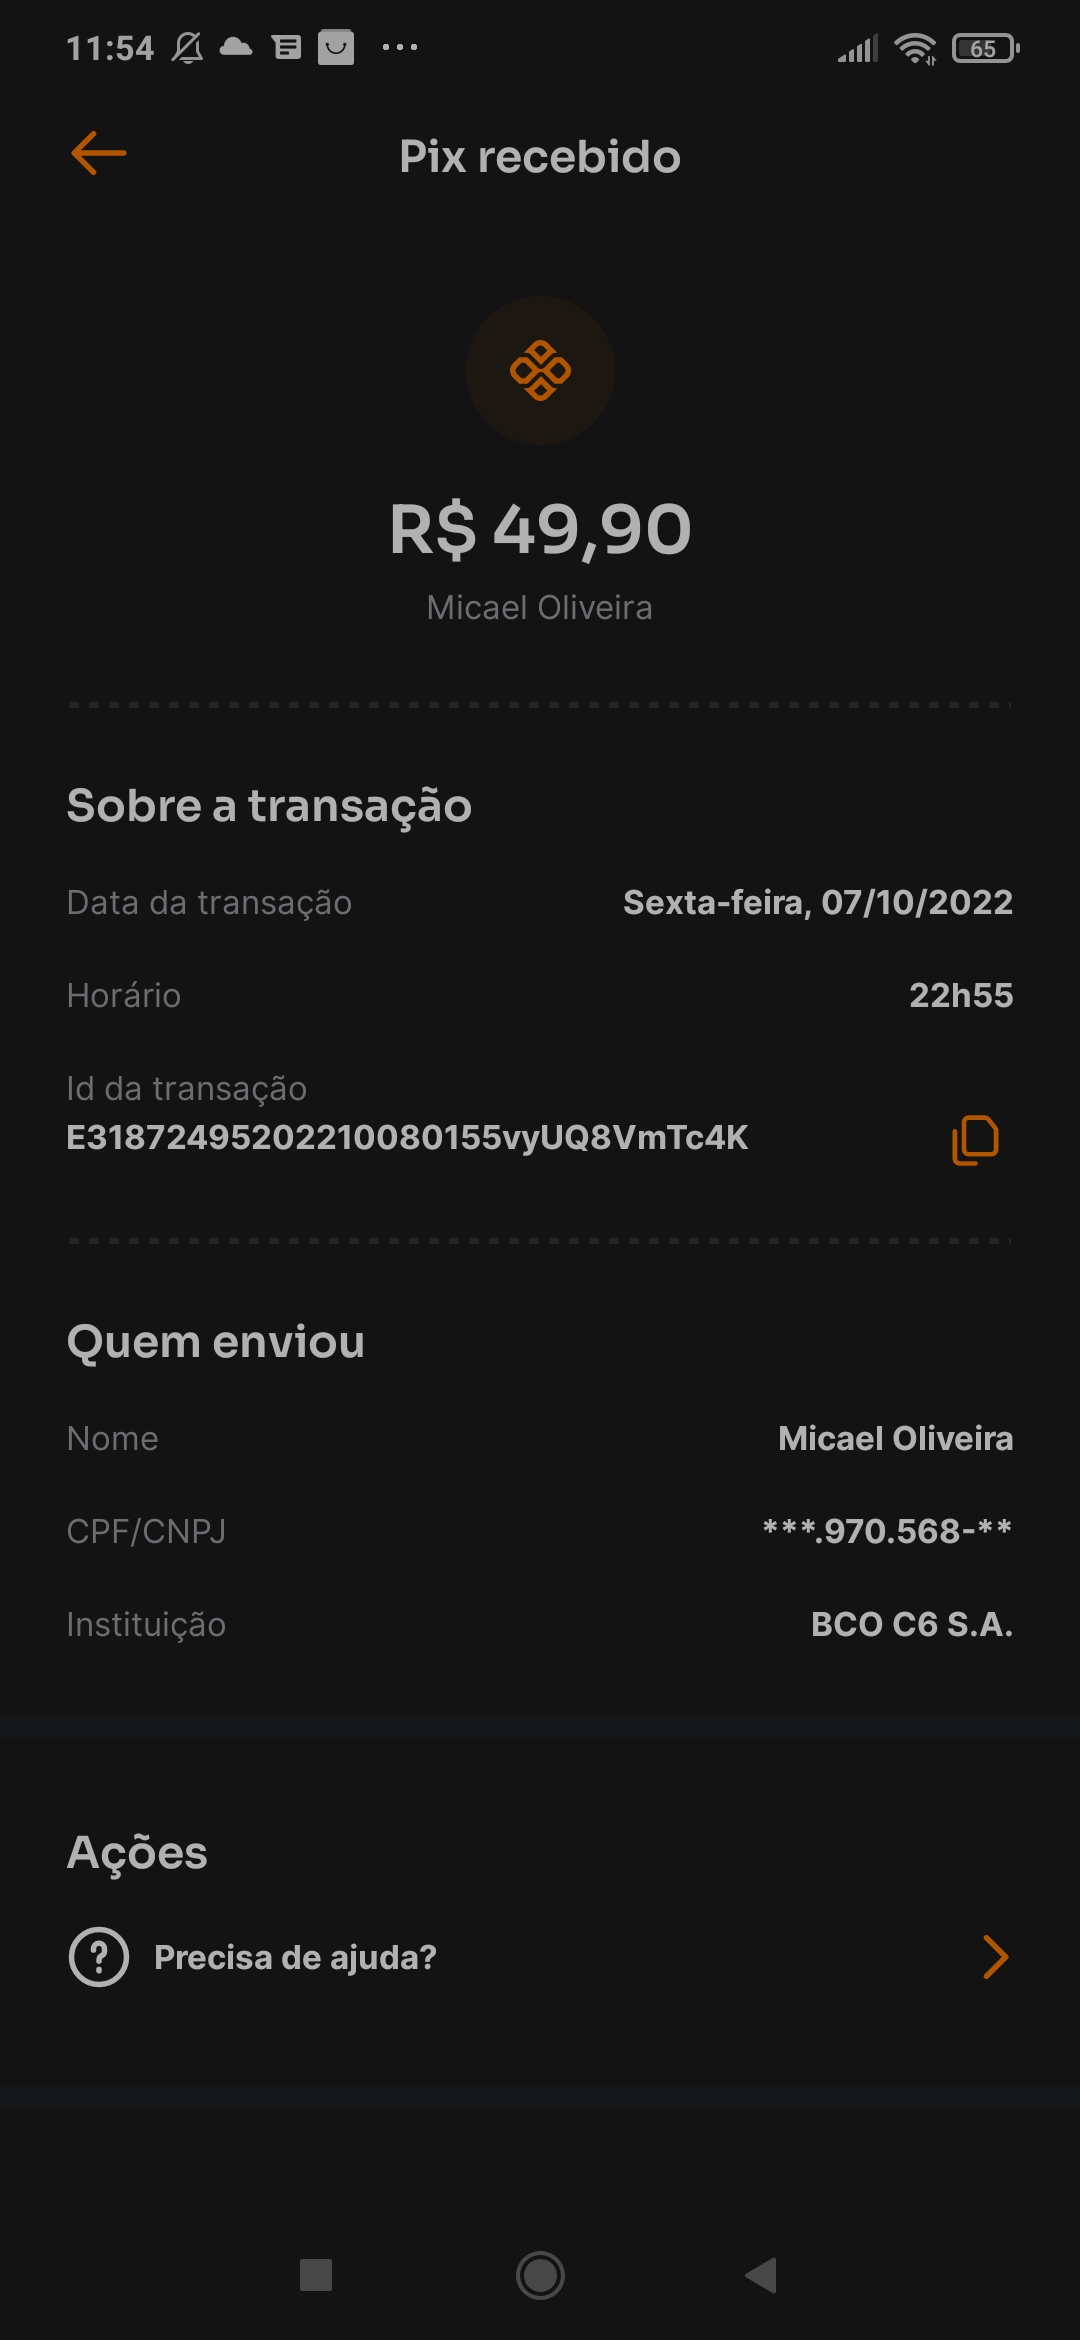 11:54
65
Pix recebido
R$ 49,90
Micael Oliveira
Sobre a transação
Data da transação Sexta-feira, 07/10/2022
Horário 22h55
Id da transação
E31872495202210080155vyUQ8VmTc4K
Quem enviou
Nome Micael Oliveira
CPF/CNPJ ***.970.568-**
Instituição BCO C6 S.A.
Ações
Precisa de ajuda?